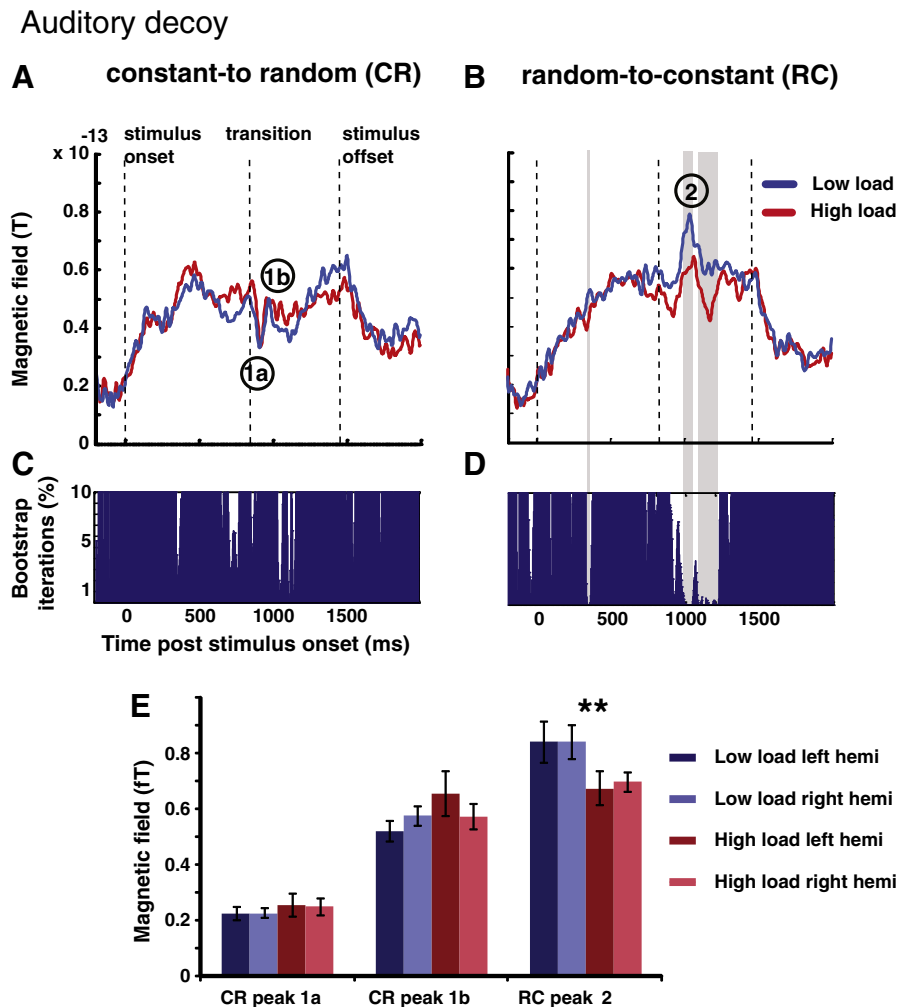 Auditory decoy
A constant-to random (CR)
B random-to-constant (RC)
-13 stimulus transition stimulus
x 10 onset offset
Magnetic field (T)
1
0.8
0.6
0.4
0.2
0
1b
1a
2
Low load
High load
C
D
Bootstrap
iterations (%)
10
5
1
0 500 1000 1500
0 500 1000 1500
Time post stimulus onset (ms)
E
**
Magnetic field (fT)
0.8
0.6
0.4
0.2
0
CR peak 1a CR peak 1b RC peak 2
Low load left hemi
Low load right hemi
High load left hemi
High load right hemi